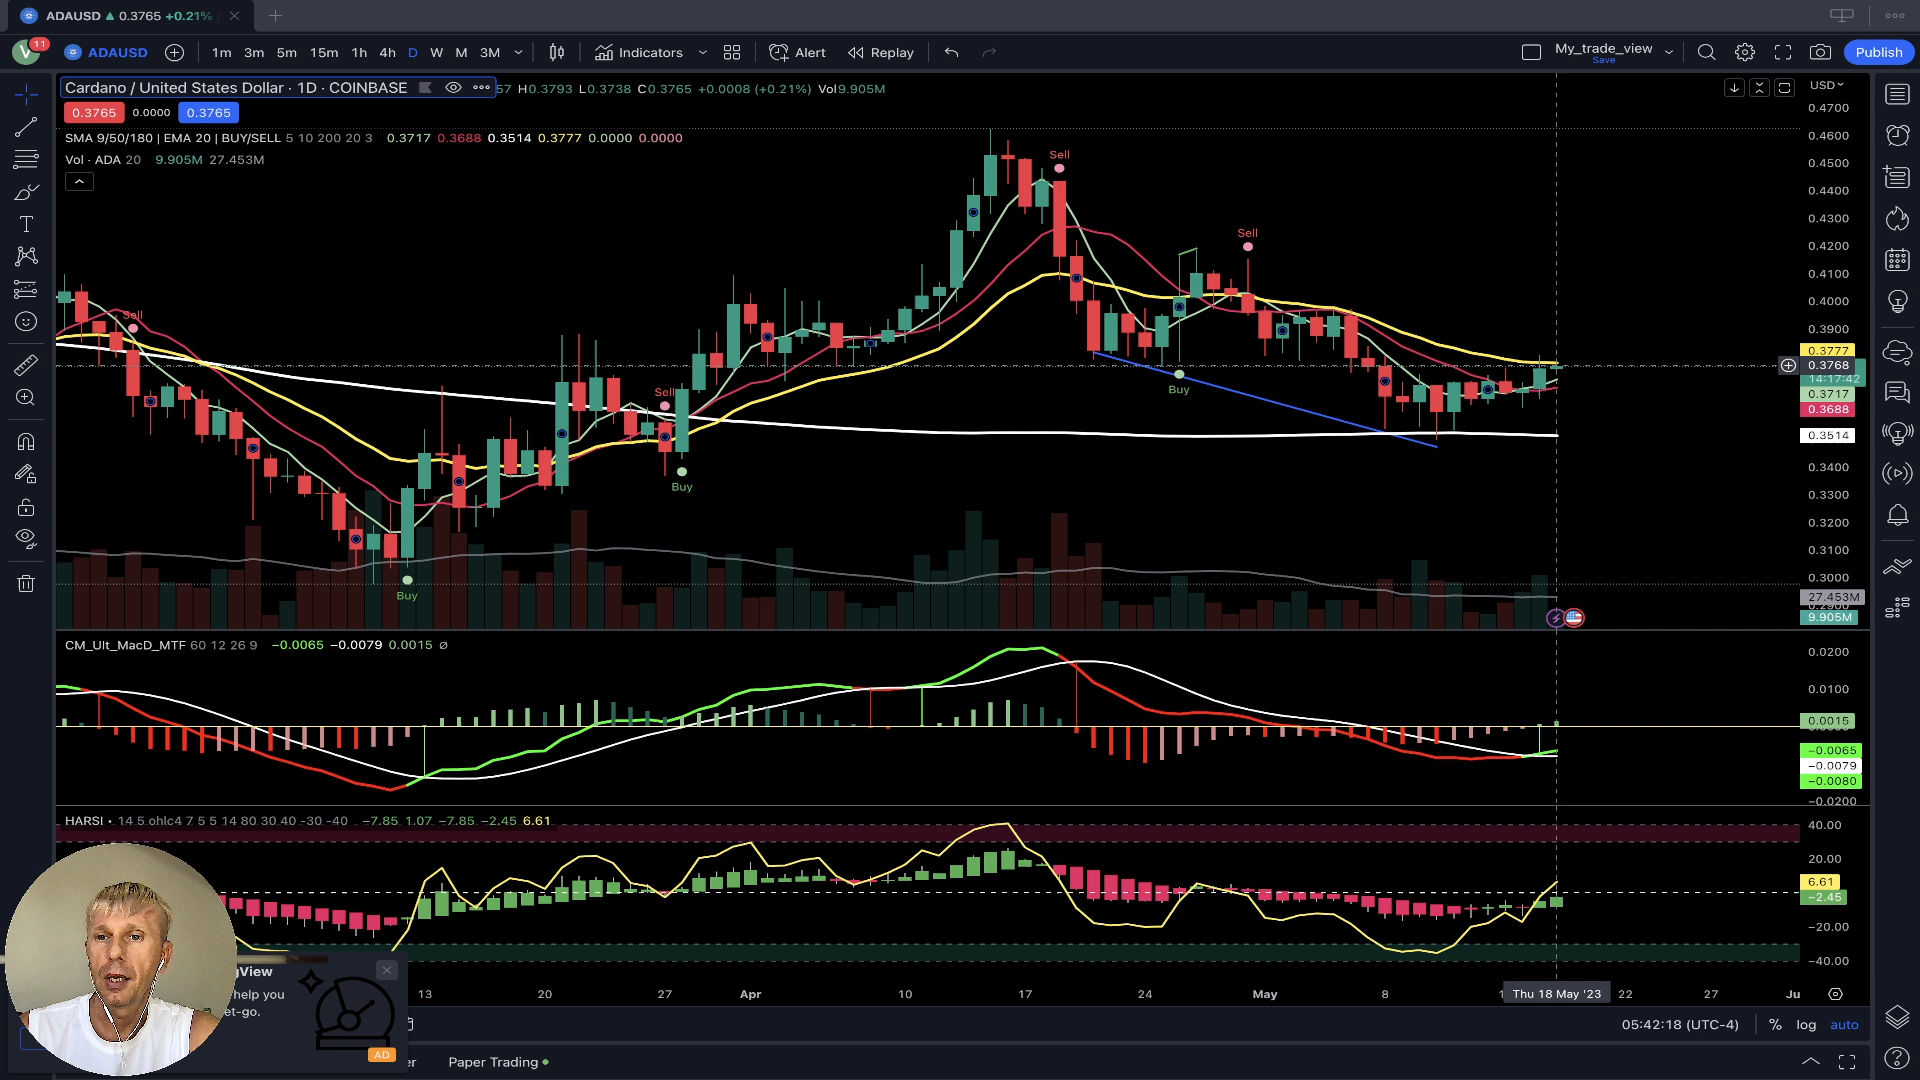 ADAUSD ▲ 0.3765 +0.21%
V 11 ADAUSD 1m 3m 5m 15m 1h 4h D W M 3M Indicators Alert Replay My_trade_view Save Publish
Cardano / United States Dollar · 1D · COINBASE 57 H0.3793 L0.3738 C0.3765 +0.0008 (+0.21%) Vol9.905M
0.3765 0.0000 0.3765
SMA 9/50/180 | EMA 20 | BUY/SELL 5 10 200 20 3 0.3717 0.3688 0.3514 0.3777 0.0000 0.0000
Vol · ADA 20 9.905M 27.453M
USD
0.4700
0.4600
0.4500
0.4400
0.4300
0.4200
0.4100
0.4000
0.3900
0.3777
0.3768
14:17:42
0.3717
0.3688
0.3514
0.3400
0.3300
0.3200
0.3100
0.3000
27.453M
0.2900
9.905M
Sell
Sell
Sell
Sell
Buy
Buy
Buy
CM_Ult_MacD_MTF 60 12 26 9 −0.0065 −0.0079 0.0015 ø
0.0200
0.0100
0.0015
−0.0065
−0.0079
−0.0080
−0.0200
HARSI • 14 5 ohlc4 7 5 5 14 80 30 40 -30 -40 −7.85 1.07 −7.85 −2.45 6.61
40.00
20.00
6.61
−2.45
−20.00
−40.00
13 20 27 Apr 10 17 24 May 8 Thu 18 May '23 22 27 Ju
gView
help you
et-go.
AD
05:42:18 (UTC-4) % log auto
er Paper Trading